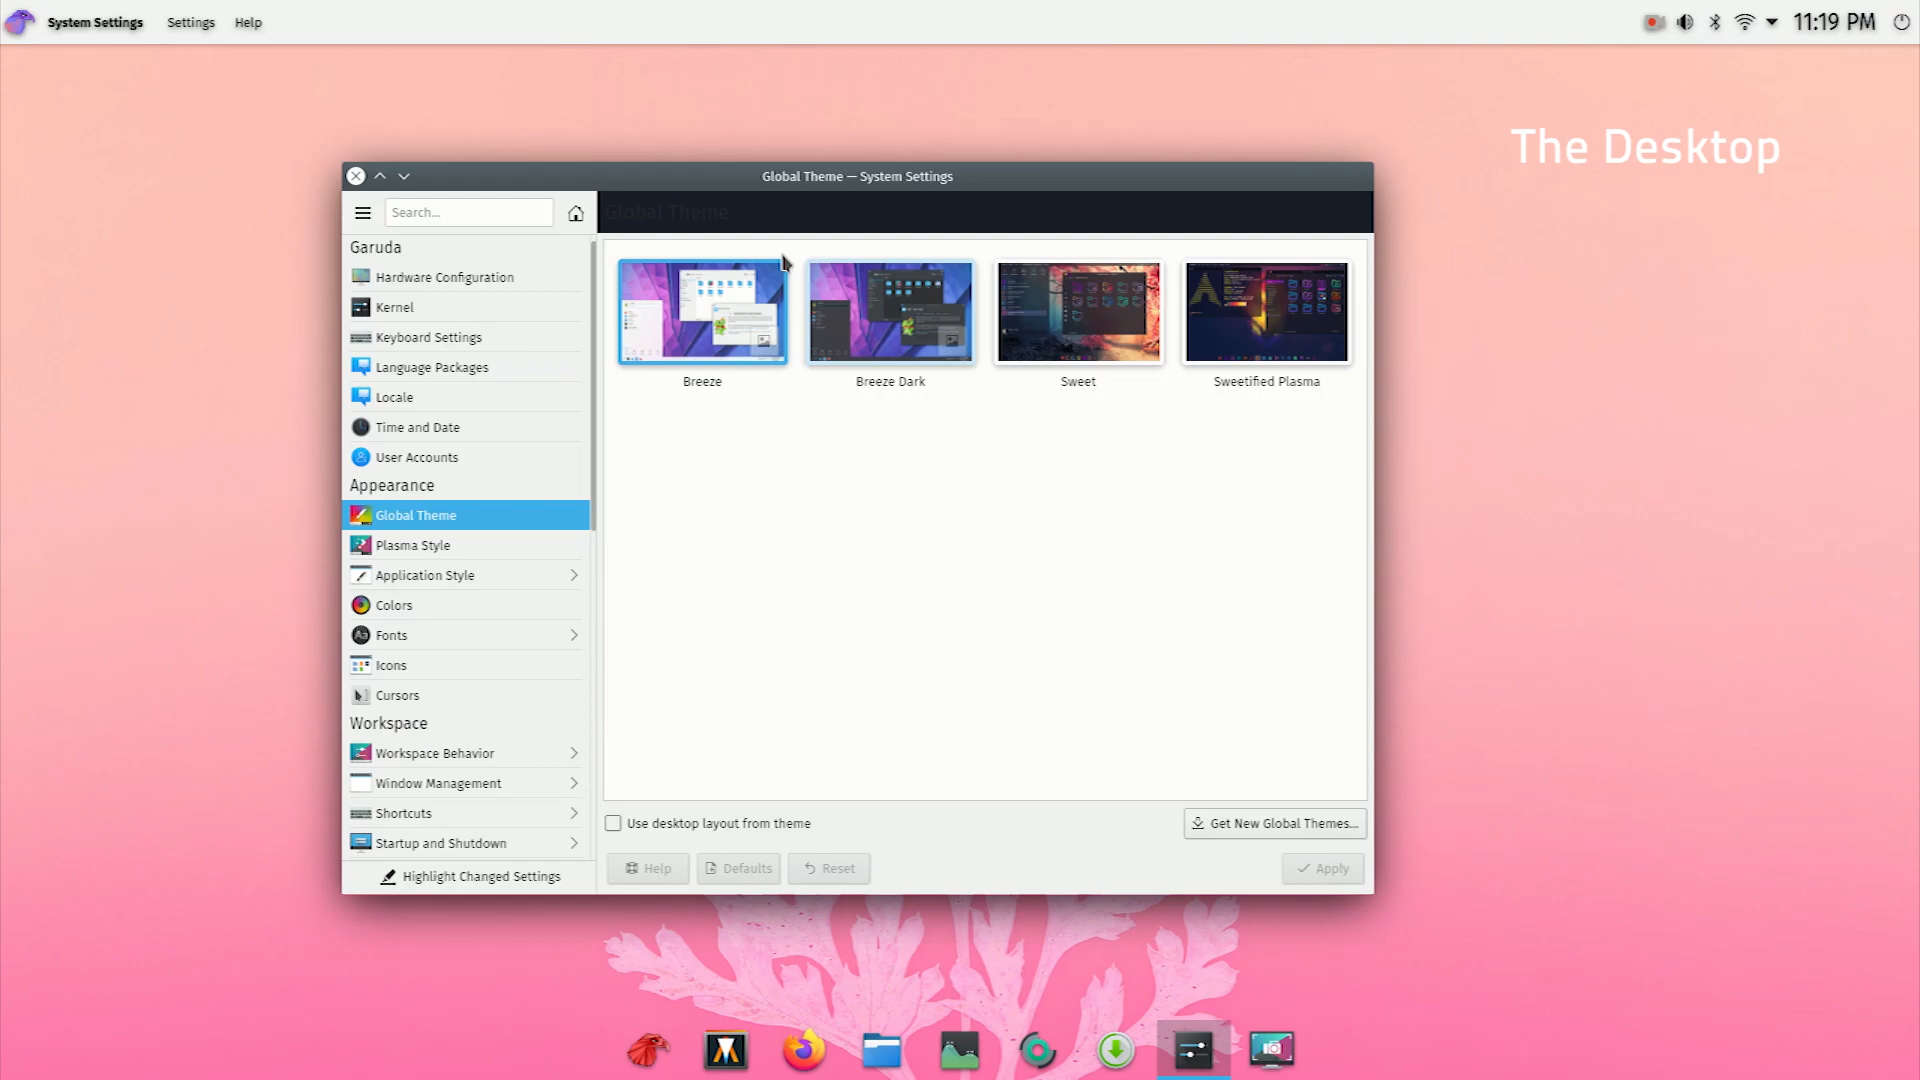 System Settings Settings Help
11:19 PM
The Desktop
Global Theme — System Settings
Search...
Global Theme
Garuda
Hardware Configuration
Kernel
Keyboard Settings
Language Packages
Locale
Time and Date
User Accounts
Appearance
Global Theme
Plasma Style
Application Style
Colors
Fonts
Icons
Cursors
Workspace
Workspace Behavior
Window Management
Shortcuts
Startup and Shutdown
Highlight Changed Settings
Breeze
Breeze Dark
Sweet
Sweetified Plasma
Use desktop layout from theme
Get New Global Themes...
Help
Defaults
Reset
Apply